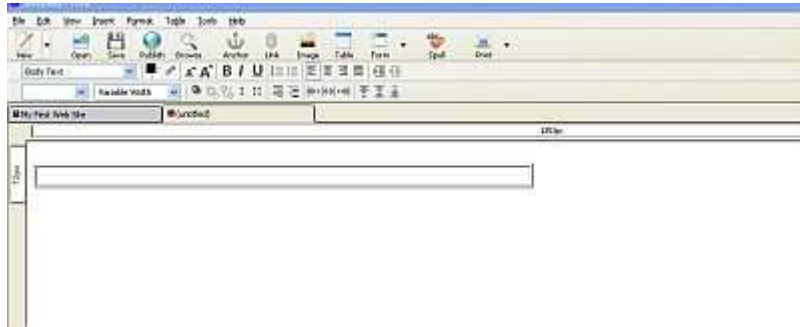 File Edit View Insert Format Table Tools Help
New Open Save Publish Browse Anchor Link Image Table Form Spell Print
Body Text B I U
Variable Width
My First Web Site (untitled)